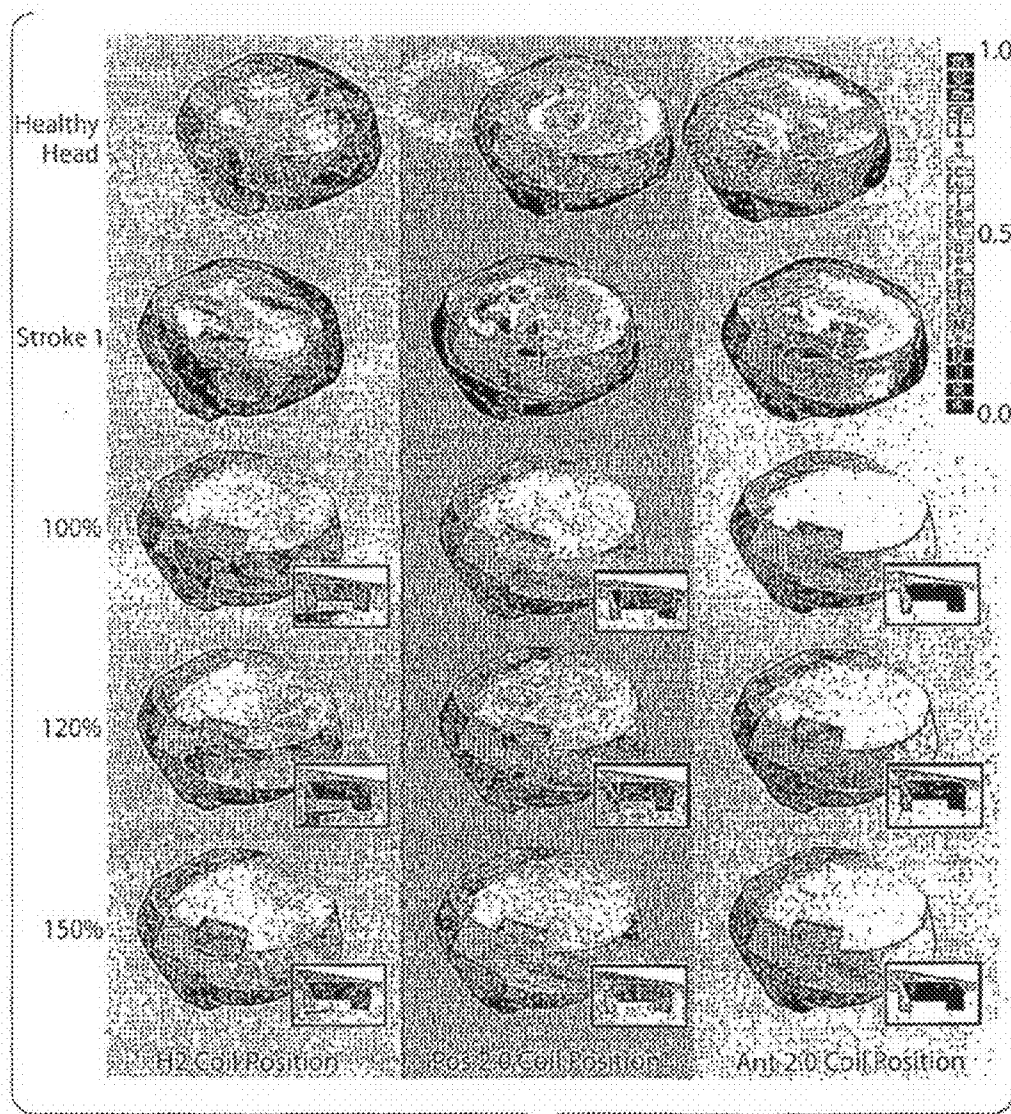 1.0
Healthy
Head
0.5
Stroke 1
0.0
100%
120%
150%
H2 Coil Position
Pos 2.0 Coil Position
Ant 2.0 Coil Position